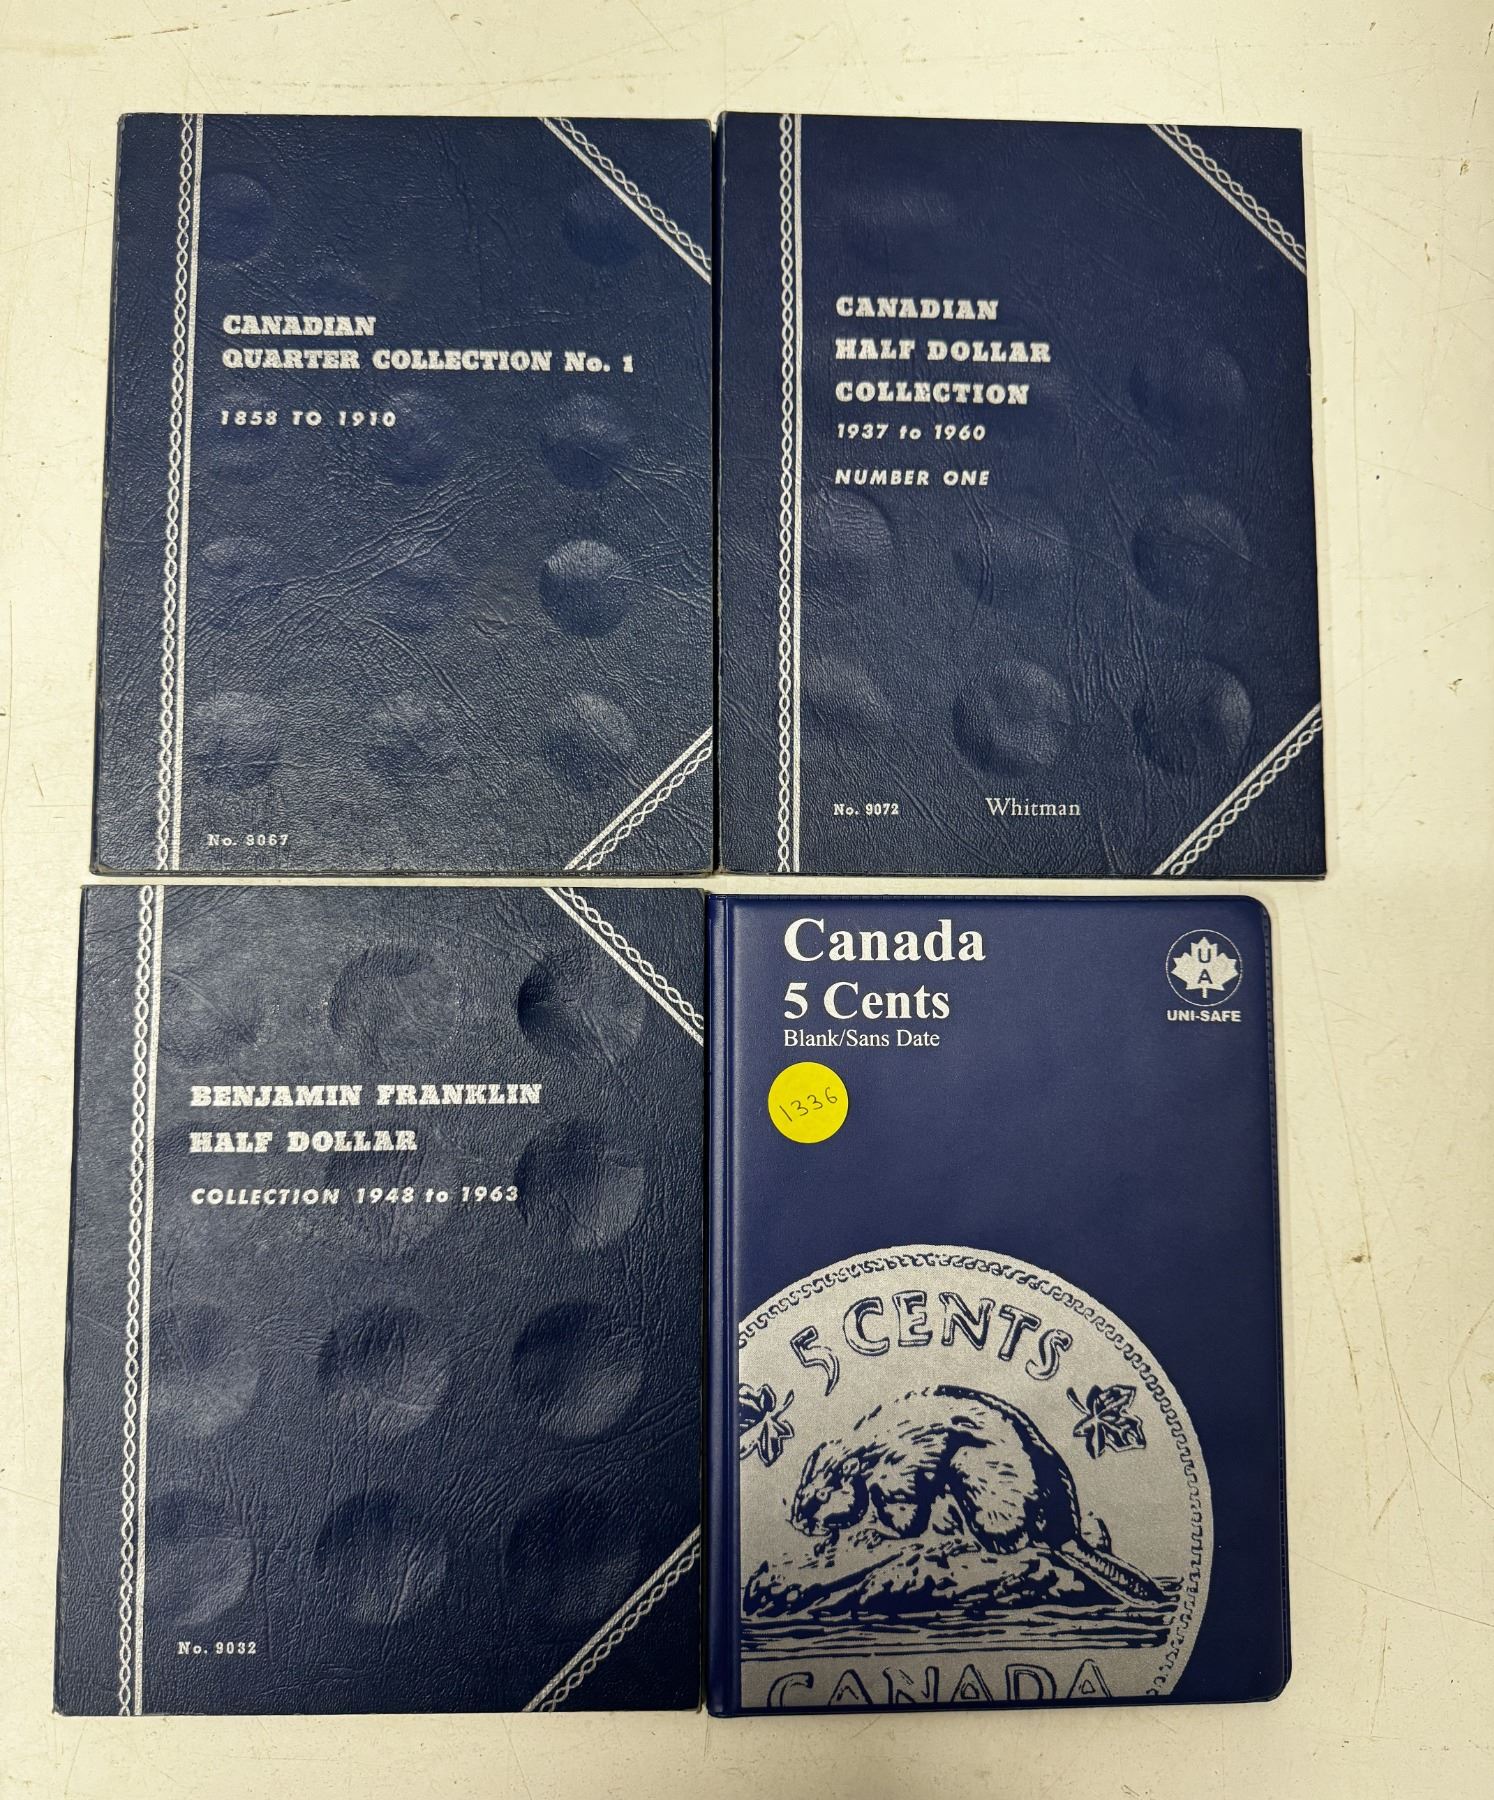 CANADIAN
QUARTER COLLECTION No. 1
1858 TO 1910
No. 9067
CANADIAN
HALF DOLLAR
COLLECTION
1937 to 1960
NUMBER ONE
No. 9072 Whitman
BENJAMIN FRANKLIN
HALF DOLLAR
COLLECTION 1948 to 1963
No. 9032
Canada
5 Cents
Blank/Sans Date
U
A
UNI-SAFE
1336
5 CENTS
CANADA